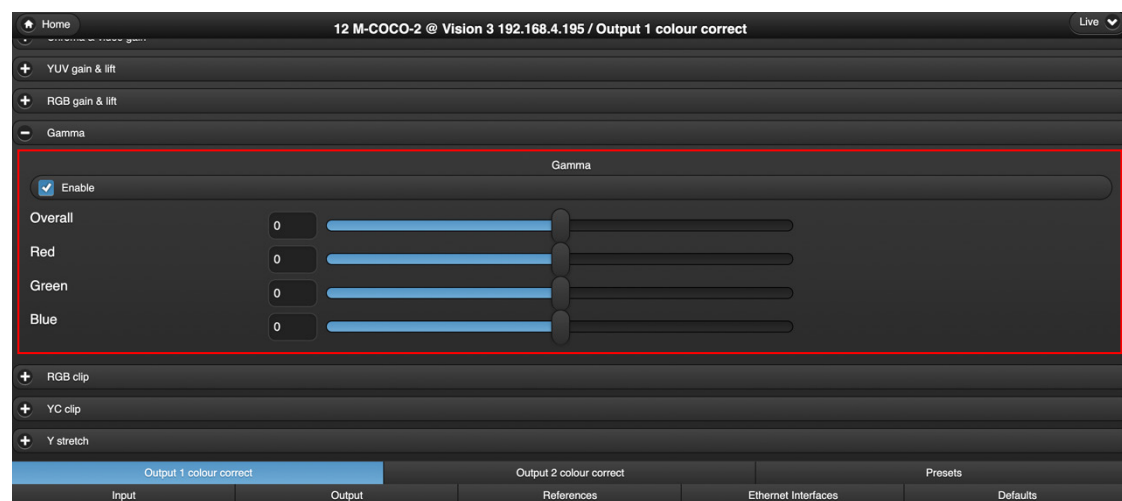 Home
12 M-COCO-2 @ Vision 3 192.168.4.195 / Output 1 colour correct
Live
YUV gain & lift
RGB gain & lift
Gamma
Gamma
Enable
Overall 0
Red 0
Green 0
Blue 0
RGB clip
YC clip
Y stretch
Output 1 colour correct Output 2 colour correct Presets
Input Output References Ethernet Interfaces Defaults